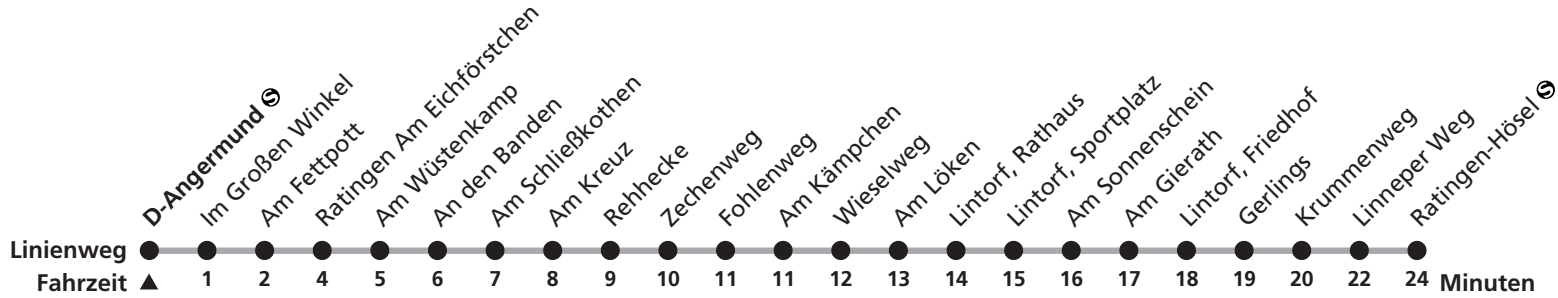 D-Angermund
Im Großen Winkel
Am Fettpott
Ratingen Am Eichförstchen
Am Wüstenkamp
An den Banden
Am Schließkothen
Am Kreuz
Rehhecke
Zechenweg
Fohlenweg
Am Kämpchen
Wieselweg
Am Löken
Lintorf, Rathaus
Lintorf, Sportplatz
Am Sonnenschein
Am Gierath
Lintorf, Friedhof
Gerlings
Krummenweg
Linneper Weg
Ratingen-Hösel
Linienweg
Fahrzeit ▲ 1 2 4 5 6 7 8 9 10 11 11 12 13 14 15 16 17 18 19 20 22 24 Minuten